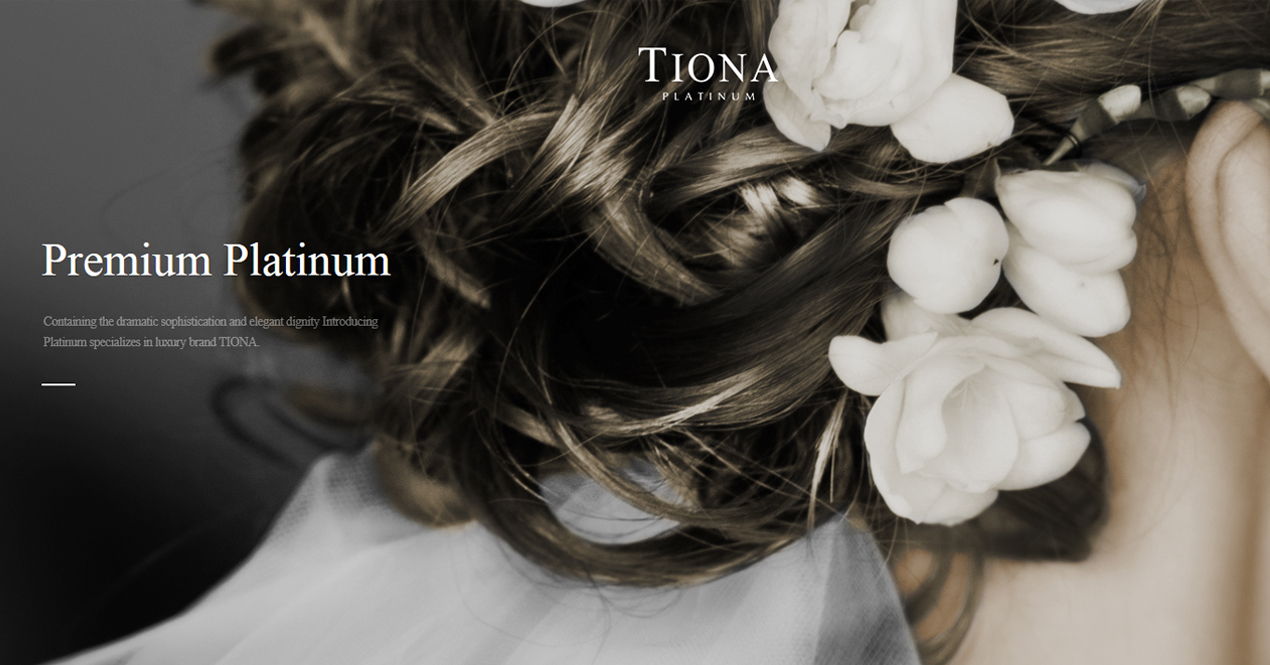 TIONA
PLATINUM
Premium Platinum
Containing the dramatic sophistication and elegant dignity Introducing
Platinum specializes in luxury brand TIONA.